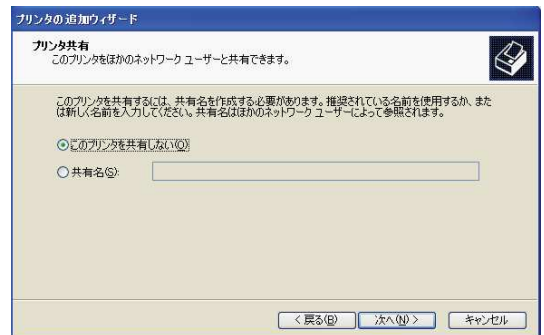 プリンタの追加ウィザード
プリンタ共有
このプリンタをほかのネットワーク ユーザーと共有できます。
このプリンタを共有するには、共有名を作成する必要があります。推奨されている名前を使用するか、また
は新しく名前を入力してください。共有名はほかのネットワーク ユーザーによって参照されます。
このプリンタを共有しない(O)
共有名(S):
< 戻る(B) 次へ(N) > キャンセル